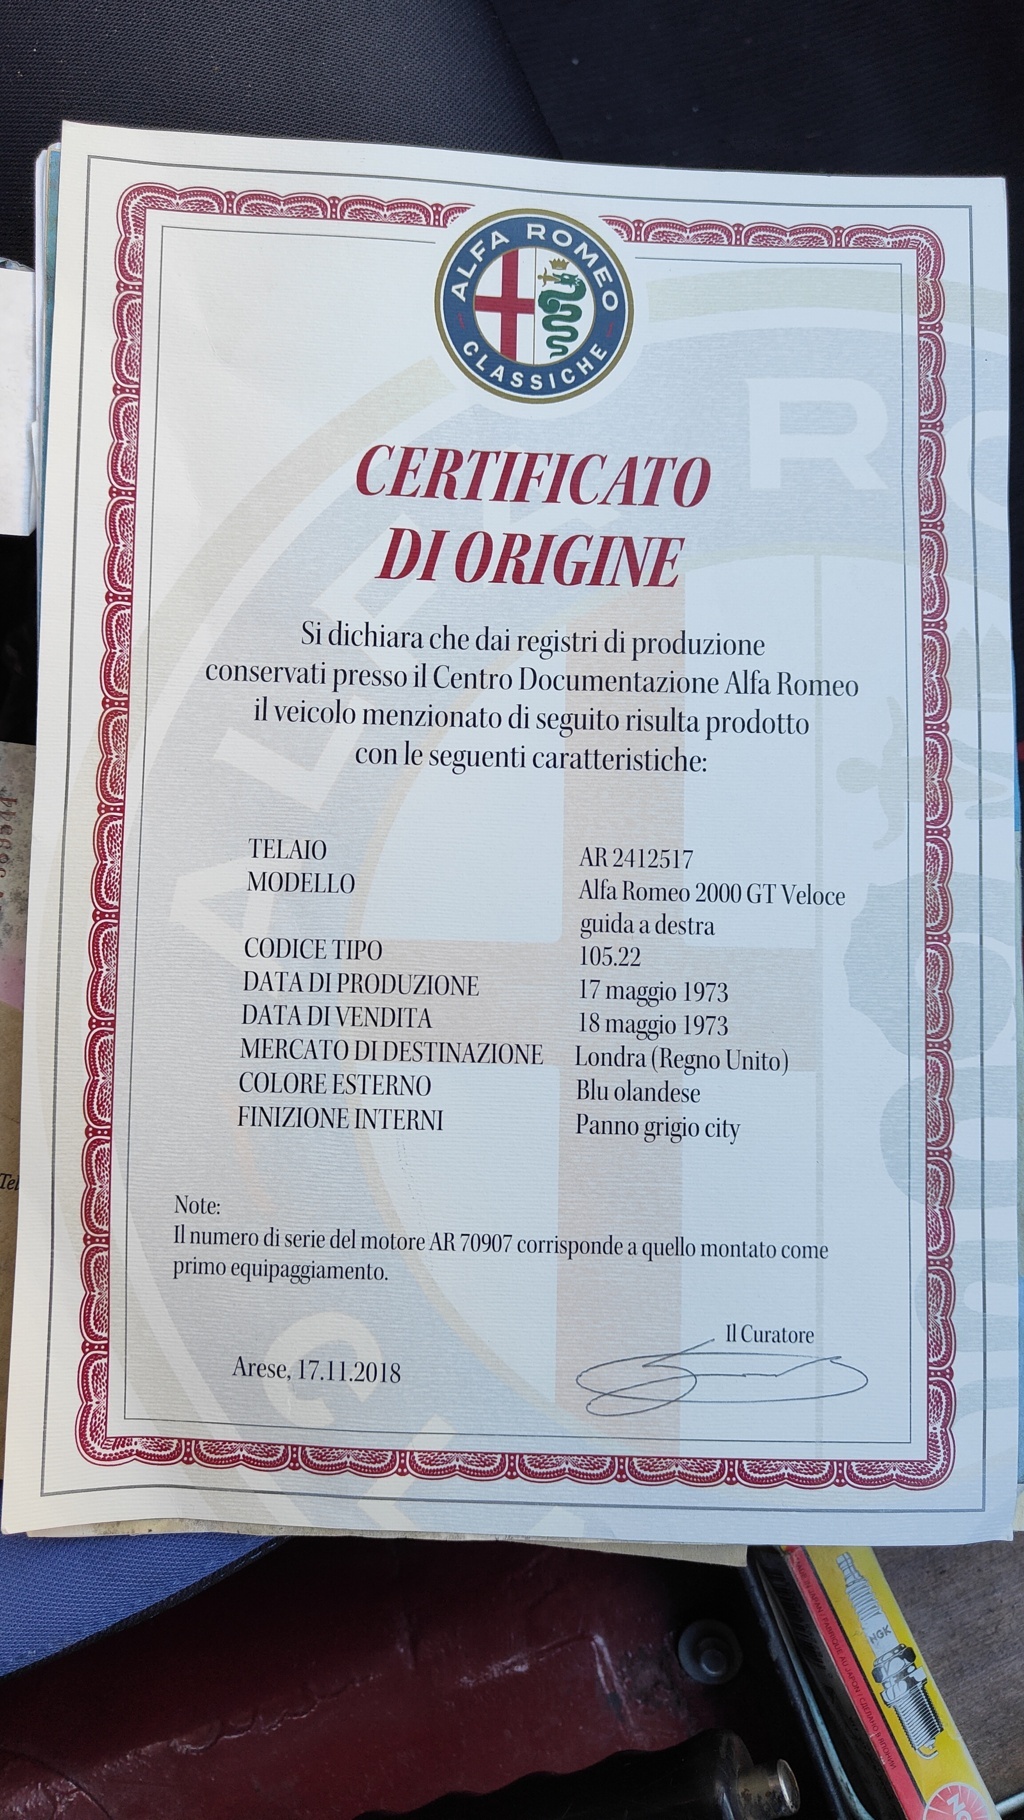 ALFA ROMEO
CLASSICHE
CERTIFICATO
DI ORIGINE
Si dichiara che dai registri di produzione
conservati presso il Centro Documentazione Alfa Romeo
il veicolo menzionato di seguito risulta prodotto
con le seguenti caratteristiche:
TELAIO AR 2412517
MODELLO Alfa Romeo 2000 GT Veloce
guida a destra
CODICE TIPO 105.22
DATA DI PRODUZIONE 17 maggio 1973
DATA DI VENDITA 18 maggio 1973
MERCATO DI DESTINAZIONE Londra (Regno Unito)
COLORE ESTERNO Blu olandese
FINIZIONE INTERNI Panno grigio city
Note:
Il numero di serie del motore AR 70907 corrisponde a quello montato come
primo equipaggiamento.
Il Curatore
Arese, 17.11.2018
Tel
NGK